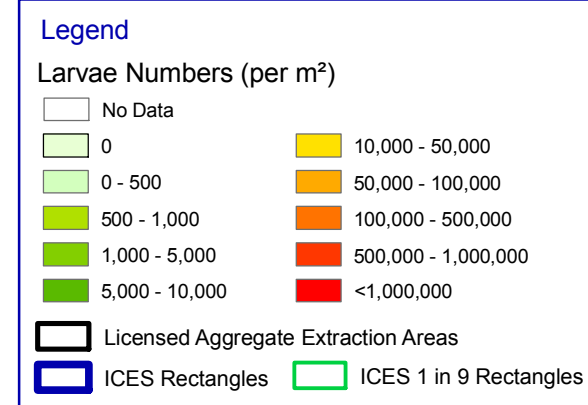 Legend
Larvae Numbers (per m²)
No Data
0
0 - 500
500 - 1,000
1,000 - 5,000
5,000 - 10,000
10,000 - 50,000
50,000 - 100,000
100,000 - 500,000
500,000 - 1,000,000
<1,000,000
Licensed Aggregate Extraction Areas
ICES Rectangles
ICES 1 in 9 Rectangles